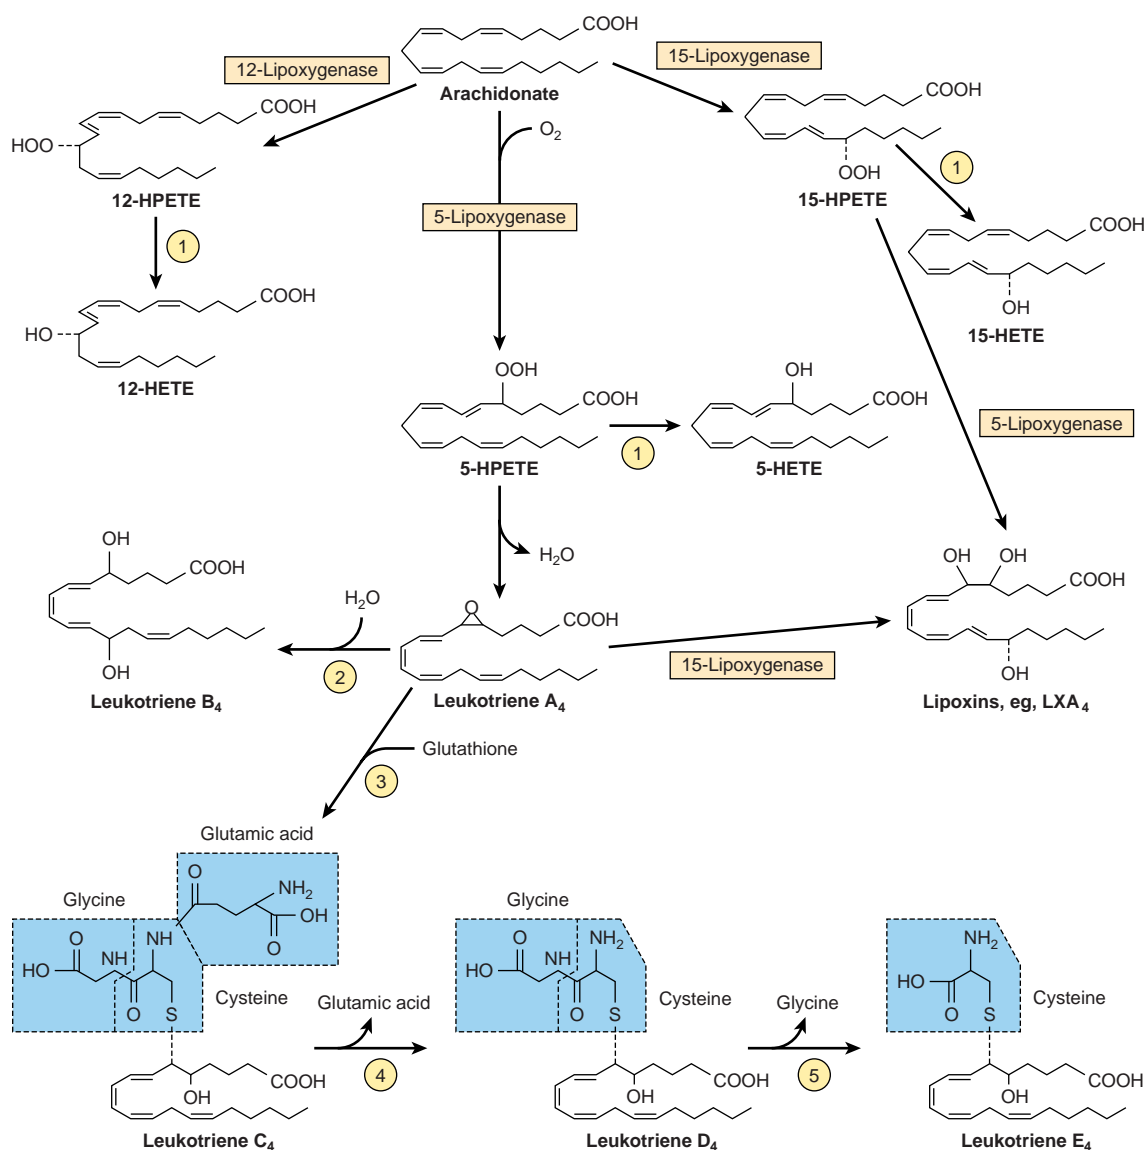 COOH
12-Lipoxygenase
15-Lipoxygenase
Arachidonate
COOH
HOO
12-HPETE
O2
COOH
OOH
15-HPETE
1
5-Lipoxygenase
1
COOH
HO
12-HETE
COOH
OH
15-HETE
OOH
COOH
5-HPETE
1
OH
COOH
5-HETE
5-Lipoxygenase
H2O
OH
COOH
OH
Leukotriene B4
H2O
2
O
COOH
Leukotriene A4
15-Lipoxygenase
OH
OH
COOH
OH
Lipoxins, eg, LXA4
Glutathione
3
Glutamic acid
O
NH2
OH
O
Glycine
O
HO
NH
NH
O
S
Cysteine
COOH
OH
Leukotriene C4
Glutamic acid
4
Glycine
O
HO
NH
NH2
O
S
Cysteine
COOH
OH
Leukotriene D4
Glycine
5
NH2
HO
O
S
Cysteine
COOH
OH
Leukotriene E4